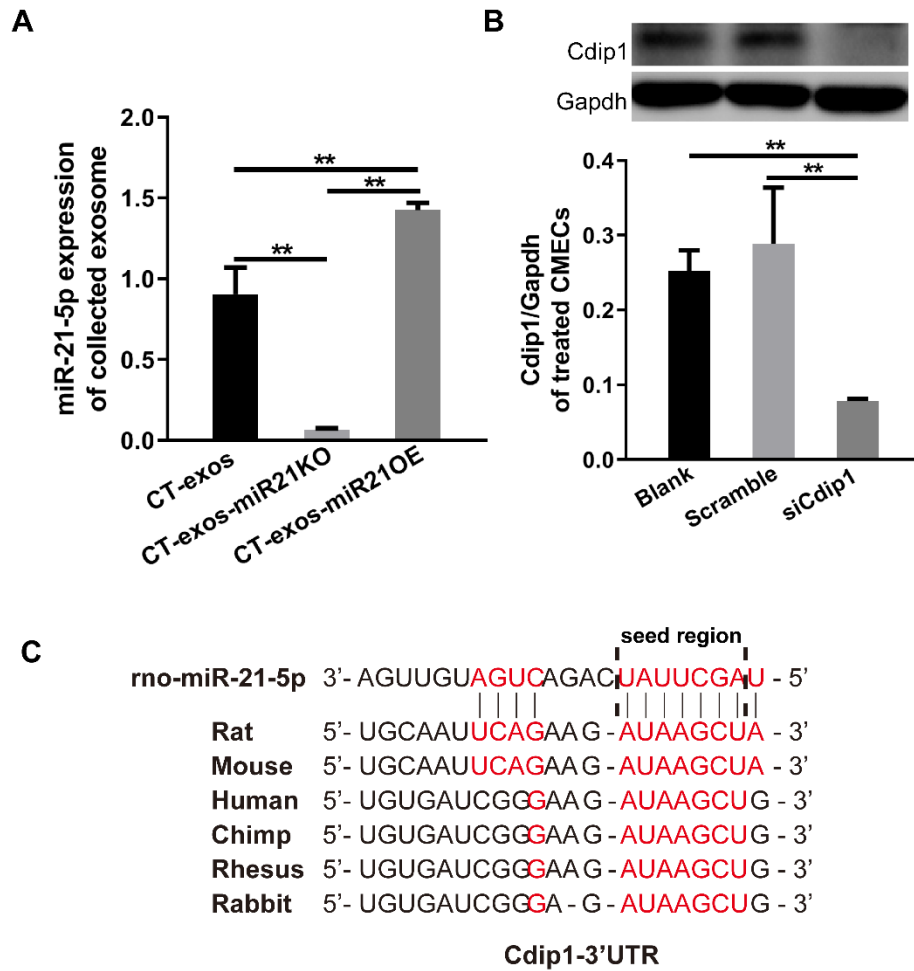 A
miR-21-5p expression
of collected exosome
2.0
1.5
1.0
0.5
0.0
**
**
**
CT-exos
CT-exos-miR21KO
CT-exos-miR21OE
B
Cdip1
Gapdh
Cdip1/Gapdh
of treated CMECs
0.4
0.3
0.2
0.1
0.0
**
**
Blank
Scramble
siCdip1
C
seed region
rno-miR-21-5p 3’-AGUUGUAGUCAGACUAUUCGAU - 5’
Rat 5’- UGCAAUUCAGAAG -AUAAGCUA - 3’
Mouse 5’- UGCAAUUCAGAAG -AUAAGCUA - 3’
Human 5’- UGUGAUCGGGAAG -AUAAGCUG - 3’
Chimp 5’- UGUGAUCGGGAAG -AUAAGCUG - 3’
Rhesus 5’- UGUGAUCGGGAAG -AUAAGCUG - 3’
Rabbit 5’- UGUGAUCGGGA - G -AUAAGCUG - 3’
Cdip1-3’UTR